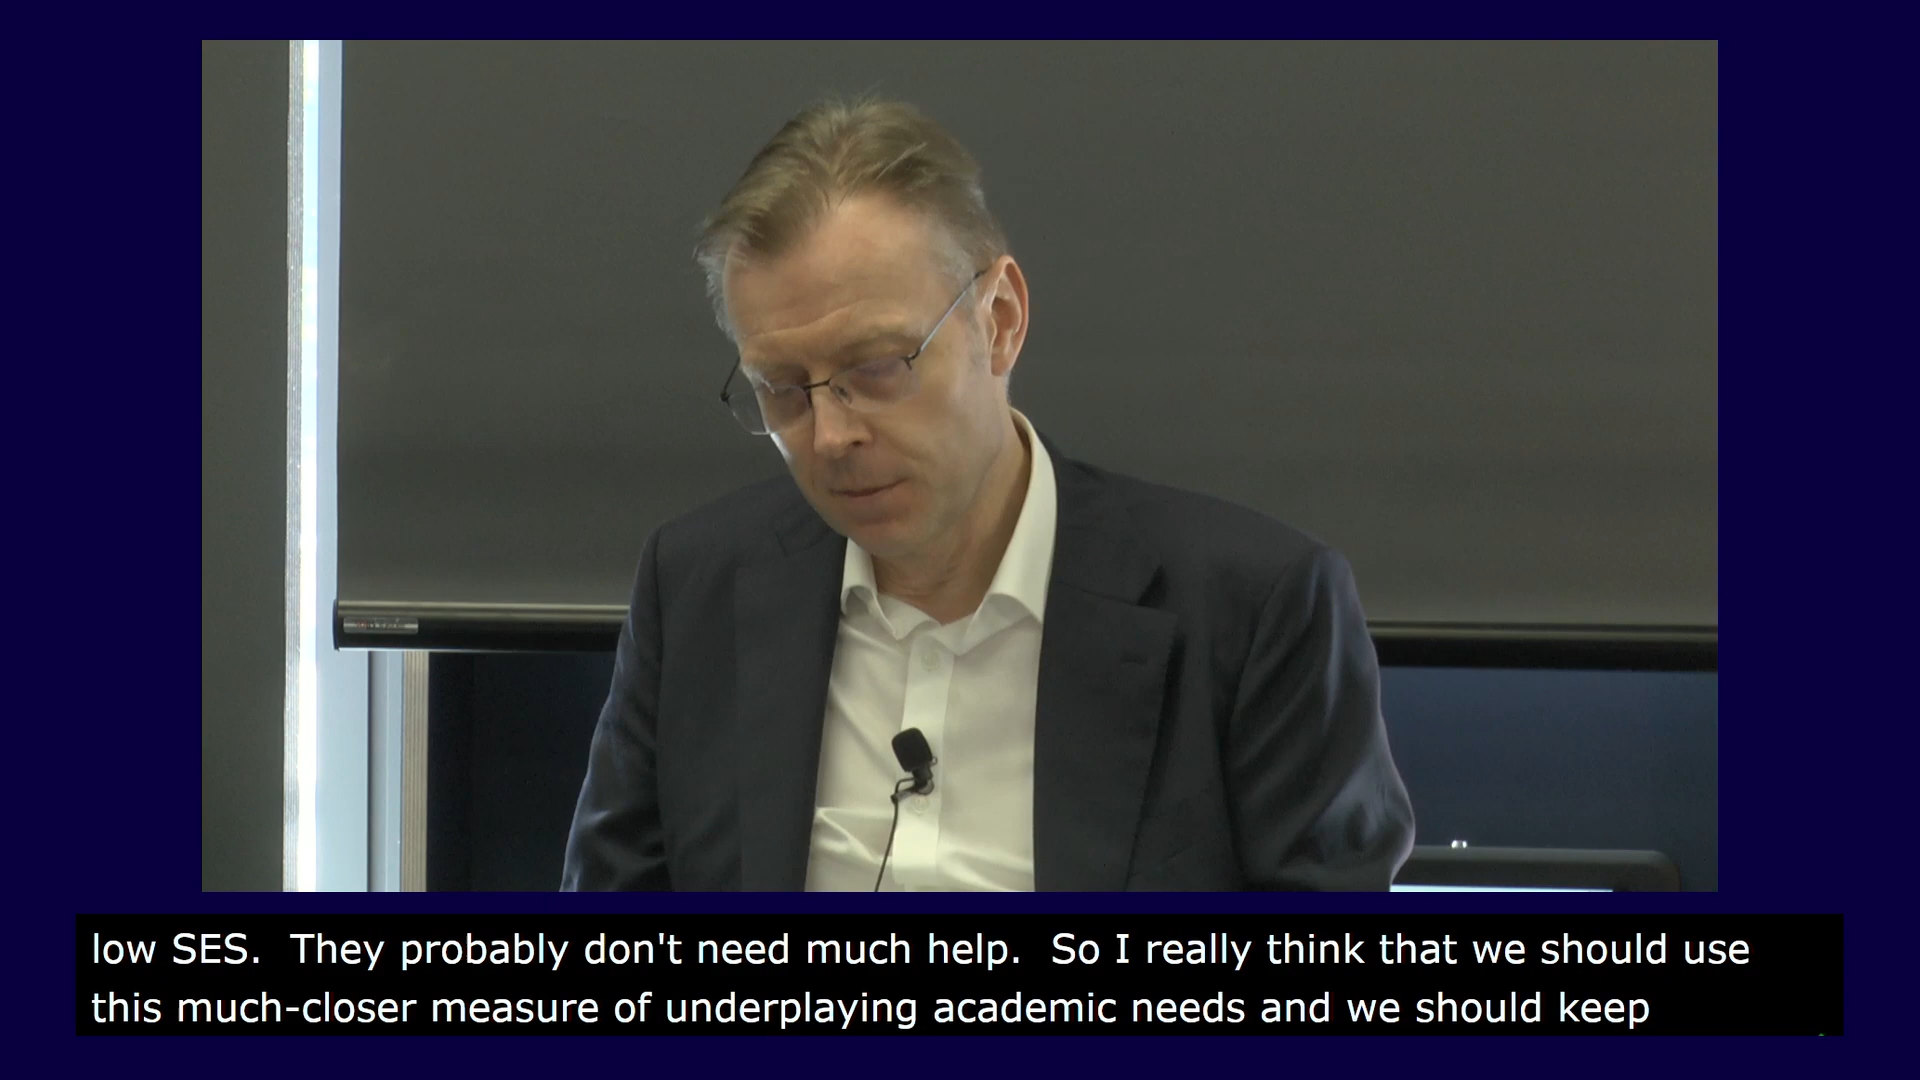 low SES.  They probably don't need much help.  So I really think that we should use
this much-closer measure of underplaying academic needs and we should keep